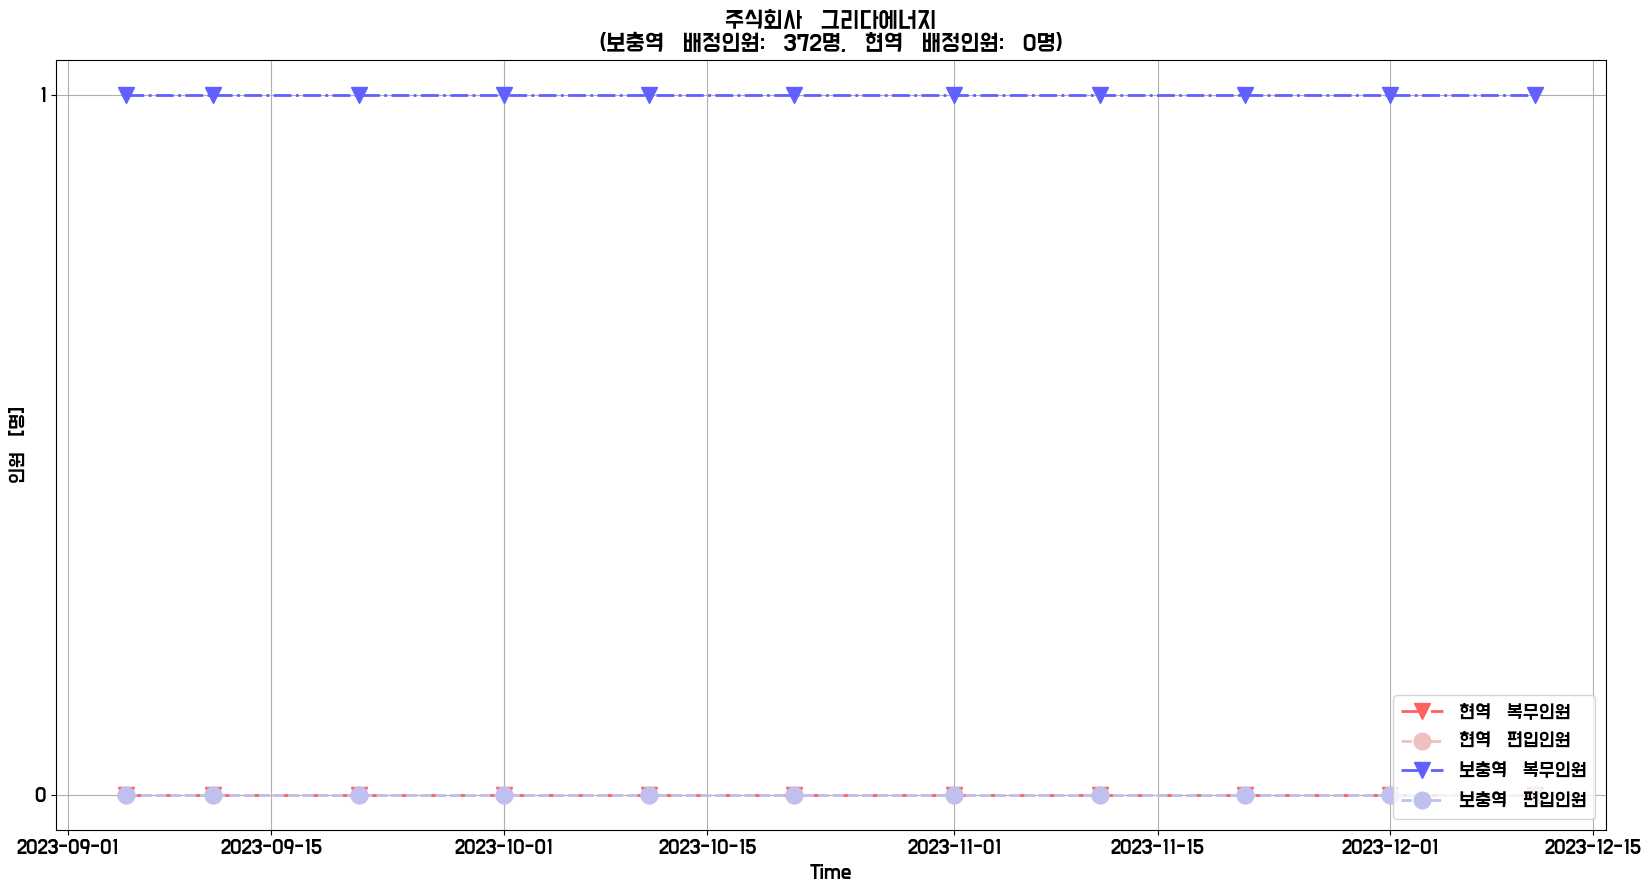 주식회사 그리다에너지
(보충역 배정인원: 372명, 현역 배정인원: 0명)
1
인원 [명]
0
현역 복무인원
현역 편입인원
보충역 복무인원
보충역 편입인원
2023-09-01 2023-09-15 2023-10-01 2023-10-15 2023-11-01 2023-11-15 2023-12-01 2023-12-15
Time